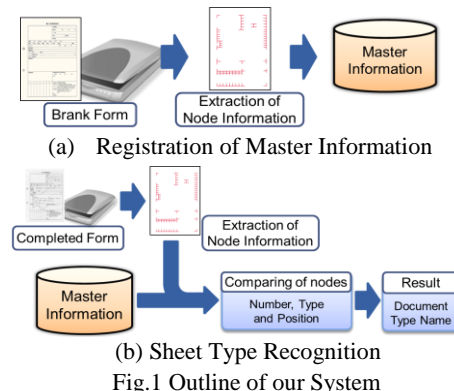 Brank Form
Extraction of
Node Information
Master
Information
(a) Registration of Master Information
Completed Form
Extraction of
Node Information
Master
Information
Comparing of nodes
Number, Type
and Position
Result
Document
Type Name
(b) Sheet Type Recognition
Fig.1 Outline of our System